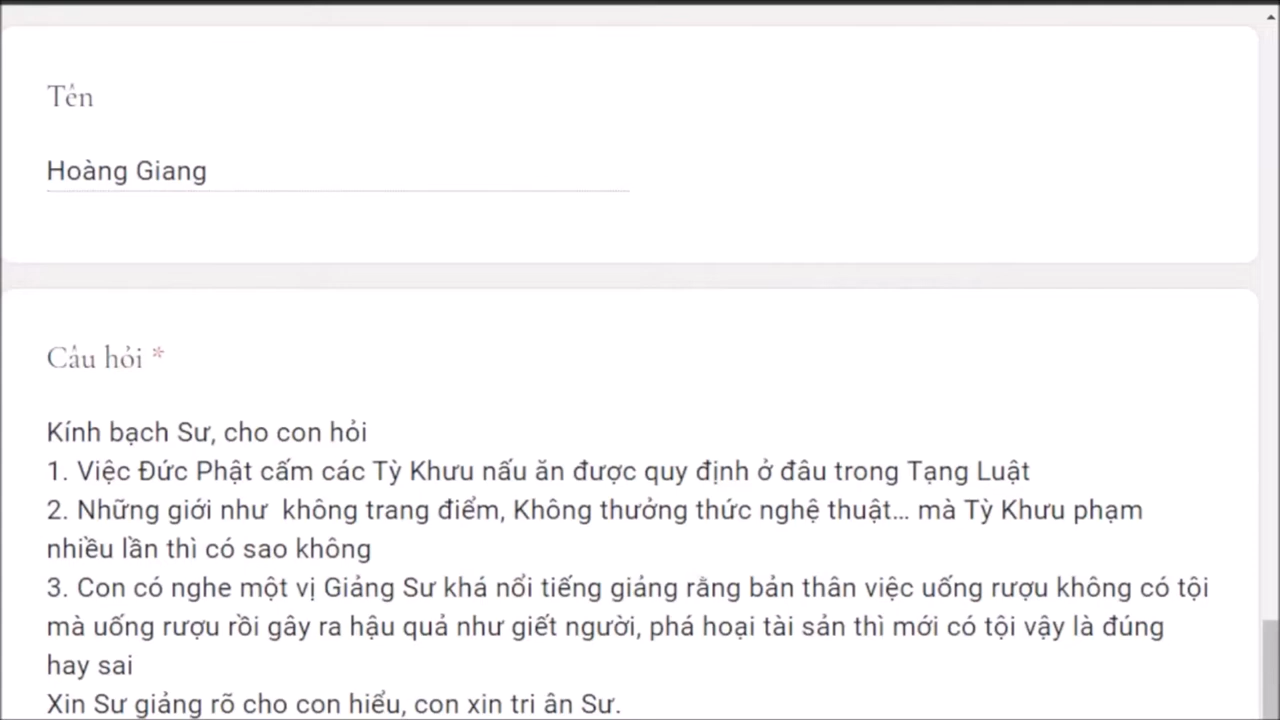 Tên
Hoàng Giang
Câu hỏi *
Kính bạch Sư, cho con hỏi
1. Việc Đức Phật cấm các Tỳ Khưu nấu ăn được quy định ở đâu trong Tạng Luật
2. Những giới như  không trang điểm, Không thưởng thức nghệ thuật... mà Tỳ Khưu phạm
nhiều lần thì có sao không
3. Con có nghe một vị Giảng Sư khá nổi tiếng giảng rằng bản thân việc uống rượu không có tội
mà uống rượu rồi gây ra hậu quả như giết người, phá hoại tài sản thì mới có tội vậy là đúng
hay sai
Xin Sư giảng rõ cho con hiểu, con xin tri ân Sư.